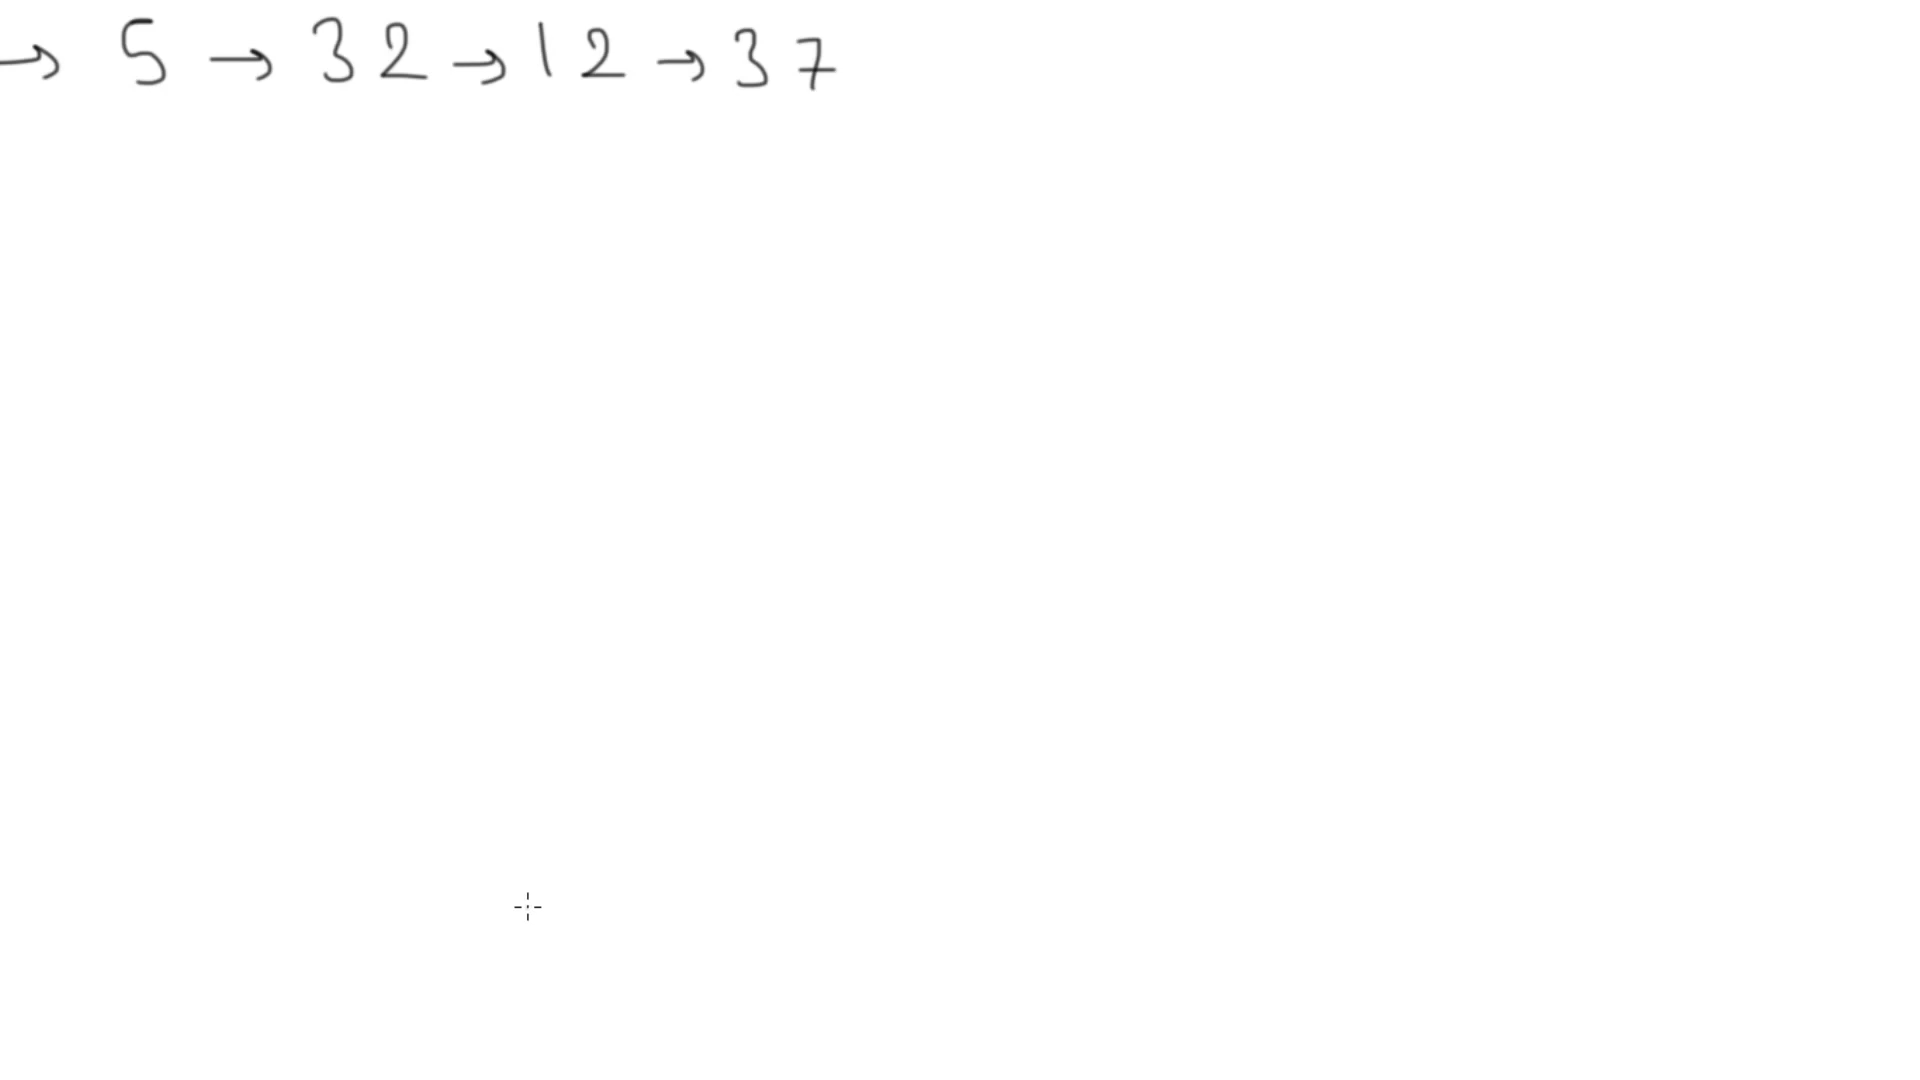 → 5 → 32 → 12 → 37